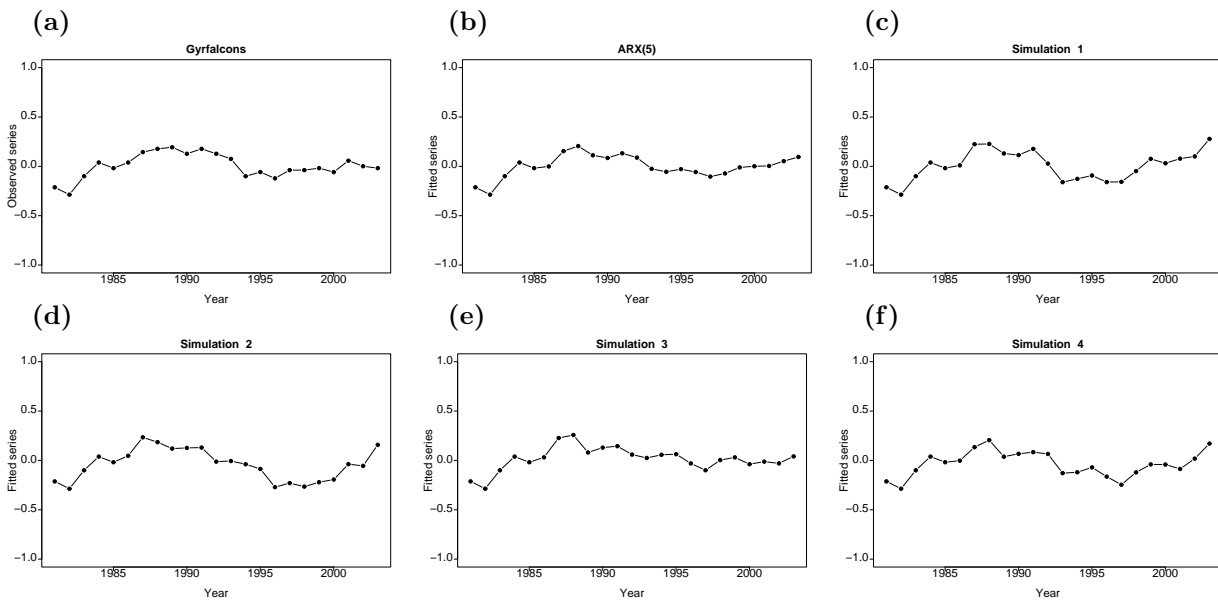 (a)
Gyrfalcons
1.0
0.5
0.0
−0.5
−1.0
Observed series
1985 1990 1995 2000
Year
(b)
ARX(5)
1.0
0.5
0.0
−0.5
−1.0
Fitted series
1985 1990 1995 2000
Year
(c)
Simulation 1
1.0
0.5
0.0
−0.5
−1.0
Fitted series
1985 1990 1995 2000
Year
(d)
Simulation 2
1.0
0.5
0.0
−0.5
−1.0
Fitted series
1985 1990 1995 2000
Year
(e)
Simulation 3
1.0
0.5
0.0
−0.5
−1.0
Fitted series
1985 1990 1995 2000
Year
(f)
Simulation 4
1.0
0.5
0.0
−0.5
−1.0
Fitted series
1985 1990 1995 2000
Year